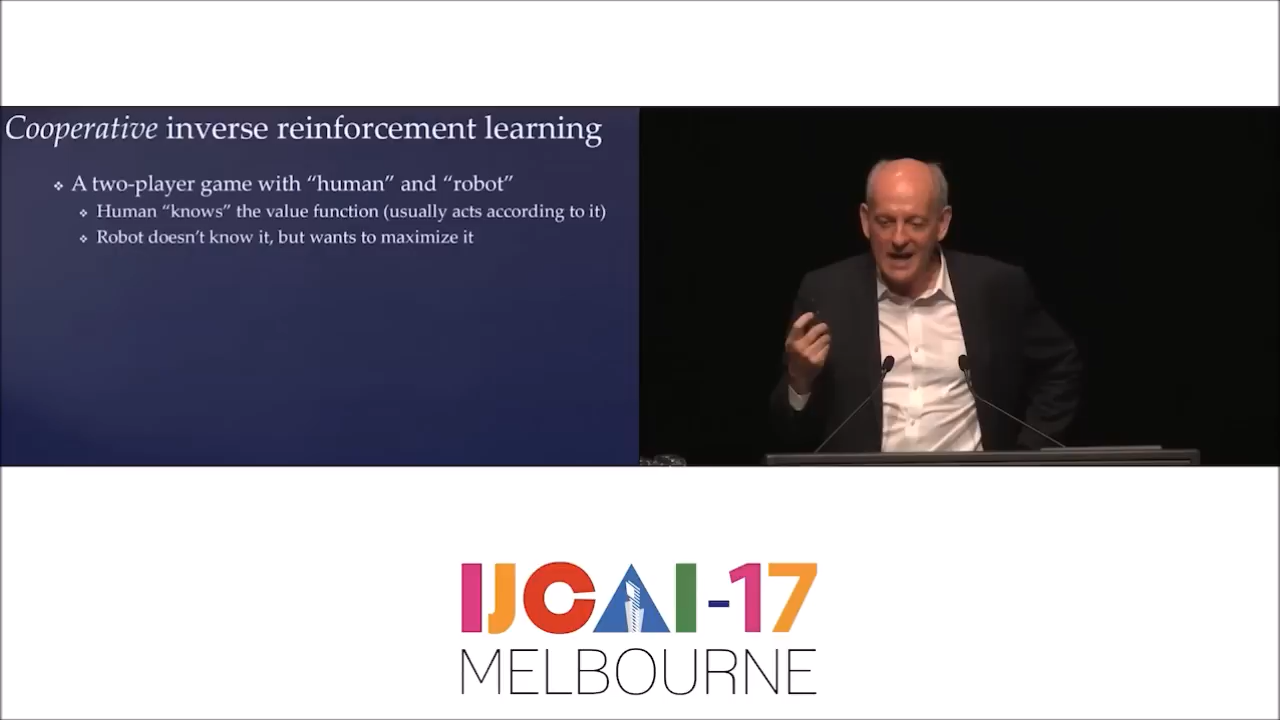 Cooperative inverse reinforcement learning
❖ A two-player game with “human” and “robot”
❖ Human “knows” the value function (usually acts according to it)
❖ Robot doesn’t know it, but wants to maximize it
IJCAI-17
MELBOURNE